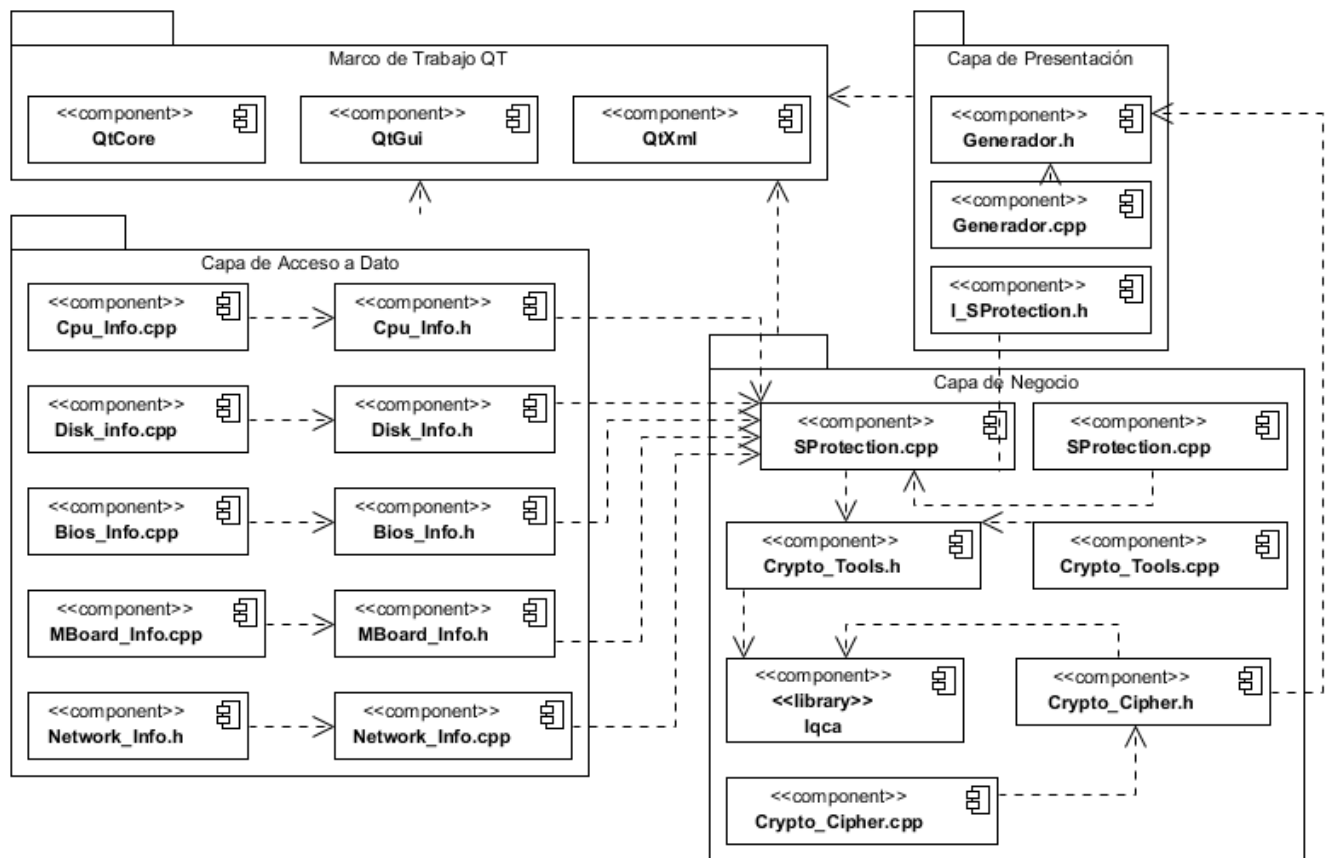 Marco de Trabajo QT
<<component>>
QtCore
<<component>>
QtGui
<<component>>
QtXml
Capa de Presentación
<<component>>
Generador.h
<<component>>
Generador.cpp
<<component>>
I_SProtection.h
Capa de Acceso a Dato
<<component>>
Cpu_Info.cpp
<<component>>
Cpu_Info.h
<<component>>
Disk_info.cpp
<<component>>
Disk_Info.h
<<component>>
Bios_Info.cpp
<<component>>
Bios_Info.h
<<component>>
MBoard_Info.cpp
<<component>>
MBoard_Info.h
<<component>>
Network_Info.h
<<component>>
Network_Info.cpp
Capa de Negocio
<<component>>
SProtection.cpp
<<component>>
SProtection.cpp
<<component>>
Crypto_Tools.h
<<component>>
Crypto_Tools.cpp
<<component>>
<<library>>
lqca
<<component>>
Crypto_Cipher.h
<<component>>
Crypto_Cipher.cpp